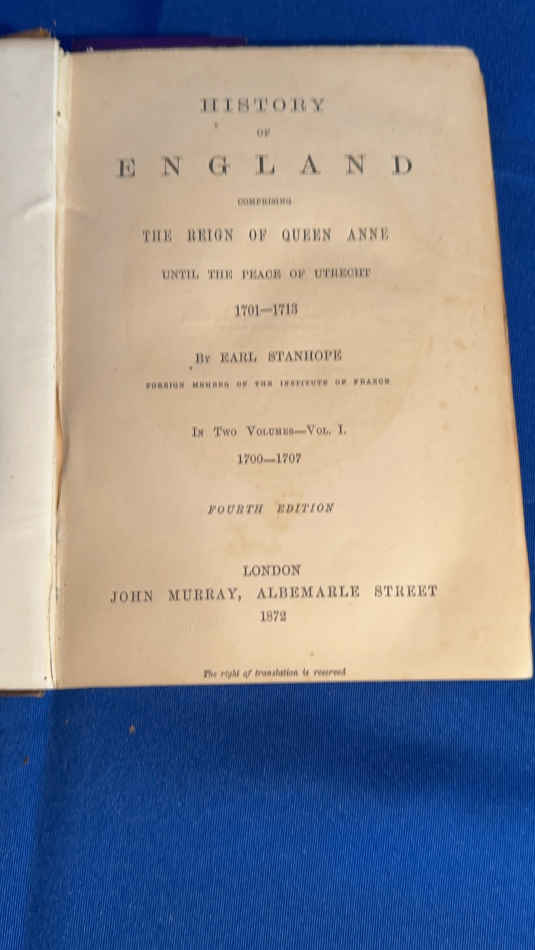 HISTORY
OF
ENGLAND
COMPRISING
THE REIGN OF QUEEN ANNE
UNTIL THE PEACE OF UTRECHT
1701—1713
BY EARL STANHOPE
FOREIGN MEMBER OF THE INSTITUTE OF FRANCE
IN TWO VOLUMES—VOL. I.
1700—1707
FOURTH EDITION
LONDON
JOHN MURRAY, ALBEMARLE STREET
1872
The right of translation is reserved